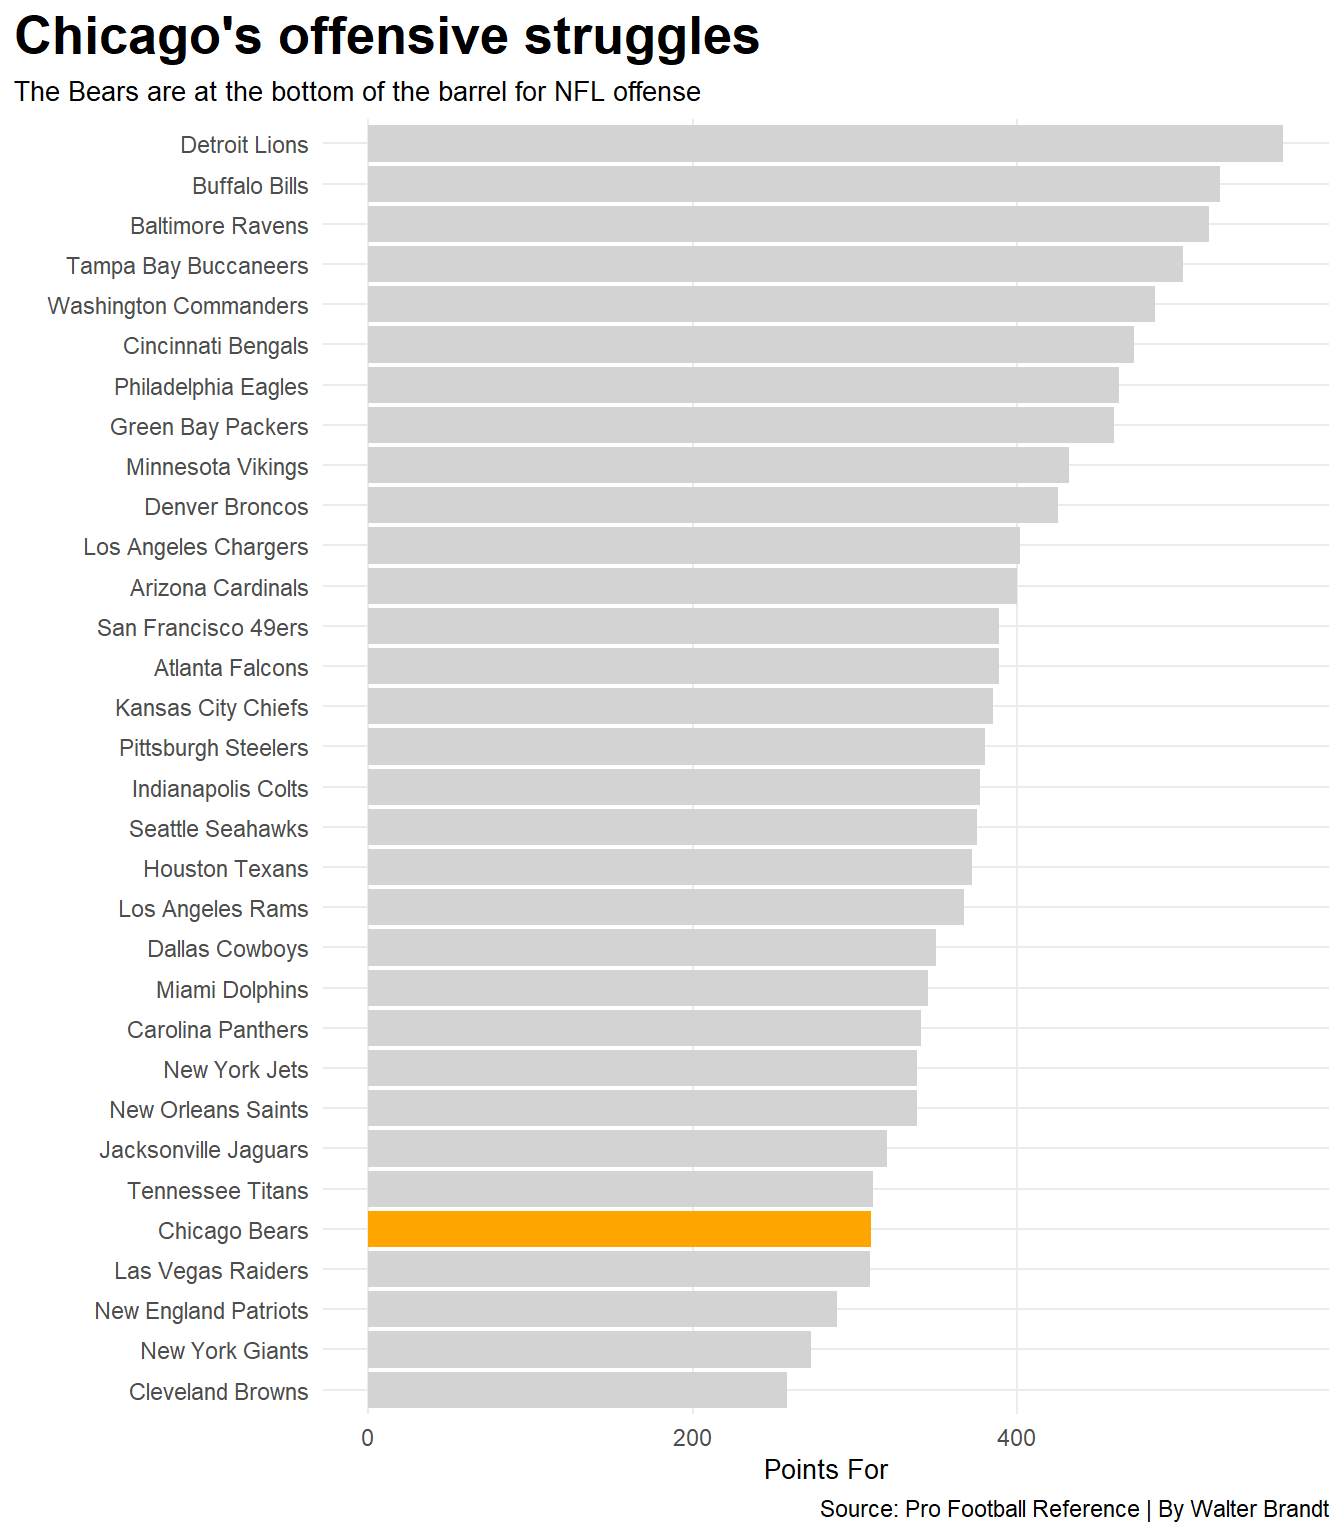 Chicago's offensive struggles
The Bears are at the bottom of the barrel for NFL offense
Detroit Lions
Buffalo Bills
Baltimore Ravens
Tampa Bay Buccaneers
Washington Commanders
Cincinnati Bengals
Philadelphia Eagles
Green Bay Packers
Minnesota Vikings
Denver Broncos
Los Angeles Chargers
Arizona Cardinals
San Francisco 49ers
Atlanta Falcons
Kansas City Chiefs
Pittsburgh Steelers
Indianapolis Colts
Seattle Seahawks
Houston Texans
Los Angeles Rams
Dallas Cowboys
Miami Dolphins
Carolina Panthers
New York Jets
New Orleans Saints
Jacksonville Jaguars
Tennessee Titans
Chicago Bears
Las Vegas Raiders
New England Patriots
New York Giants
Cleveland Browns
0 200 400
Points For
Source: Pro Football Reference | By Walter Brandt